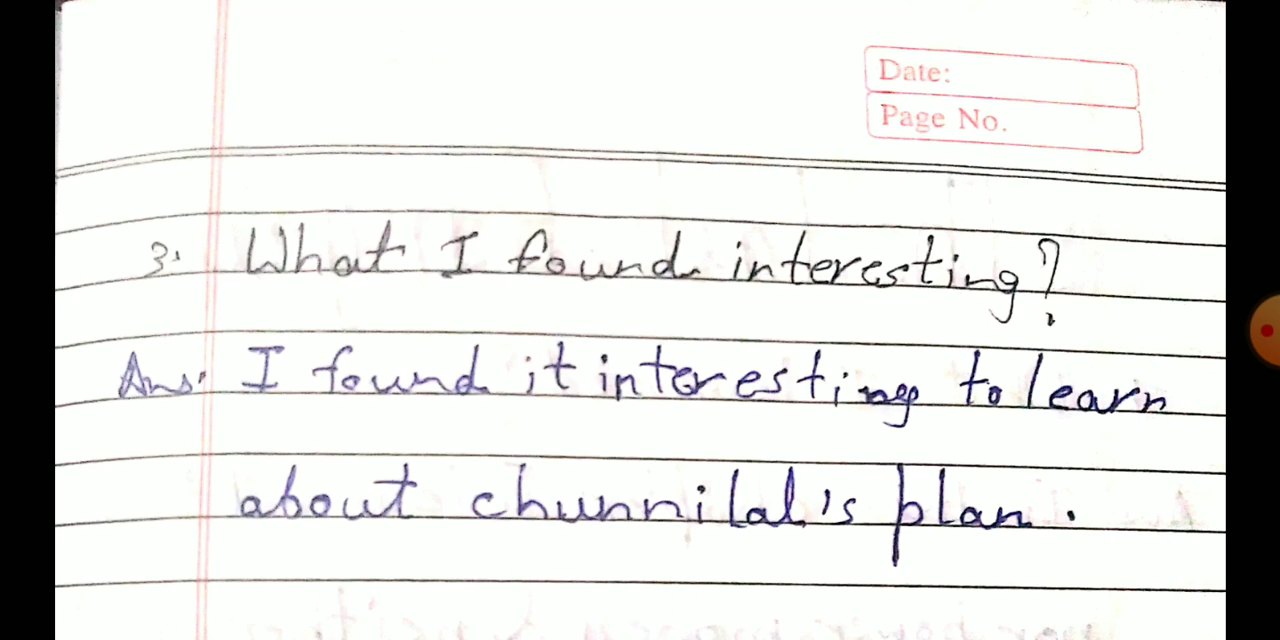 Date:
Page No.
3. What I found interesting?
Ans. I found it interesting to learn
about chunnilal's plan.